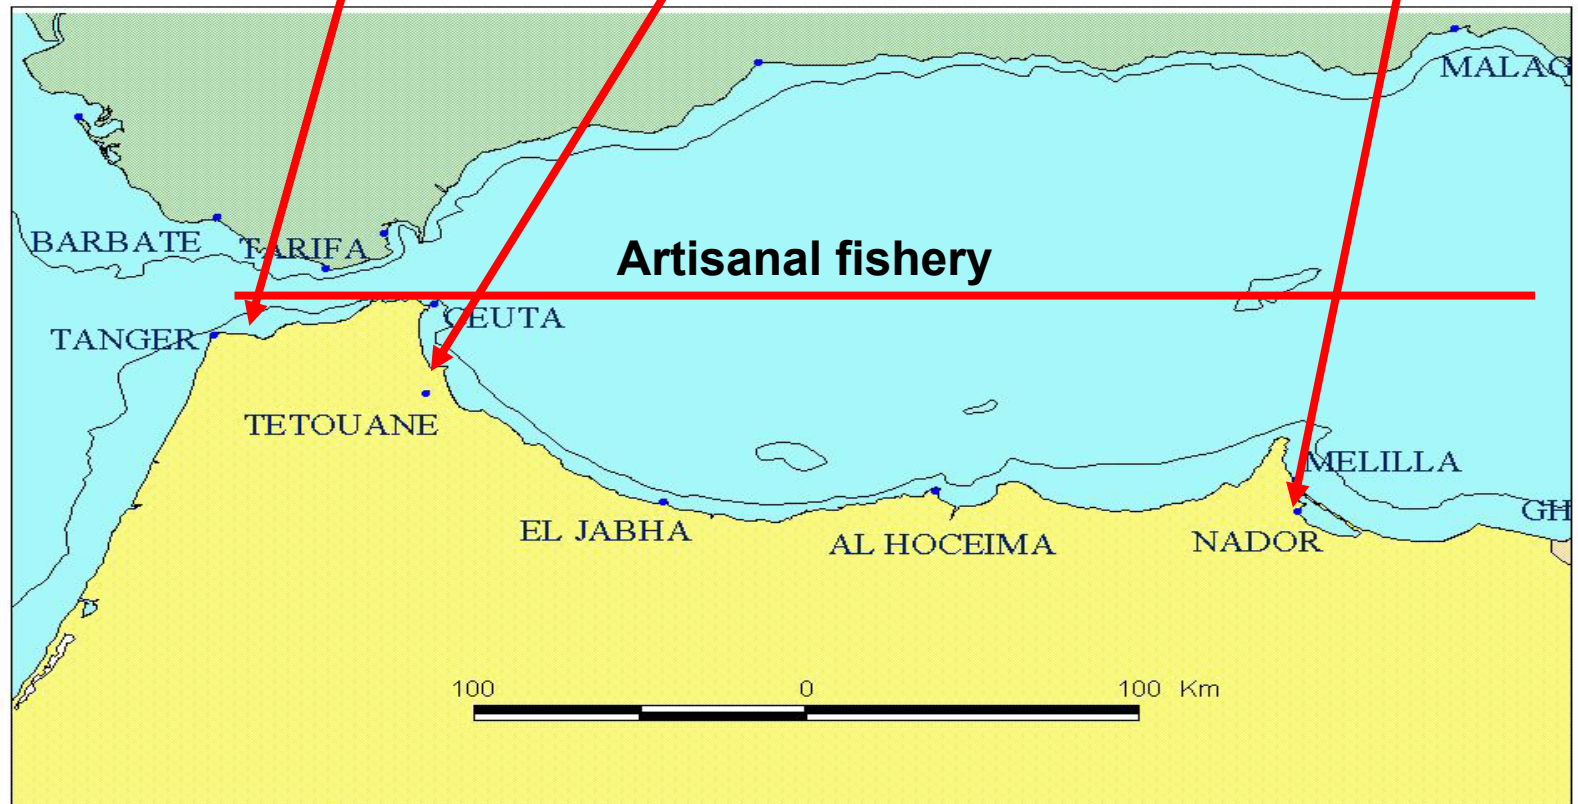 MALAG
BARBATE
TARIFA
Artisanal fishery
CEUTA
TANGER
TETOUANE
MELILLA
EL JABHA
AL HOCEIMA
NADOR
GH
100 0 100 Km